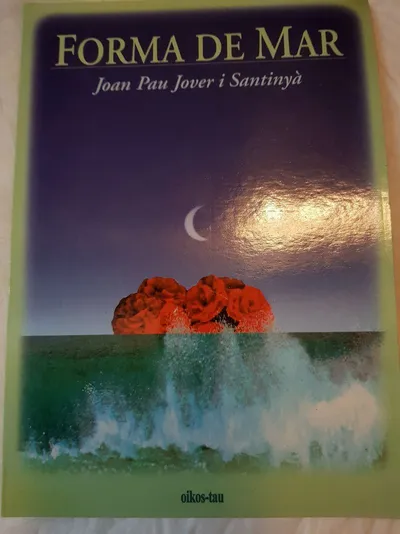 FORMA DE MAR
Joan Pau Jover i Santinyà
oikos-tau